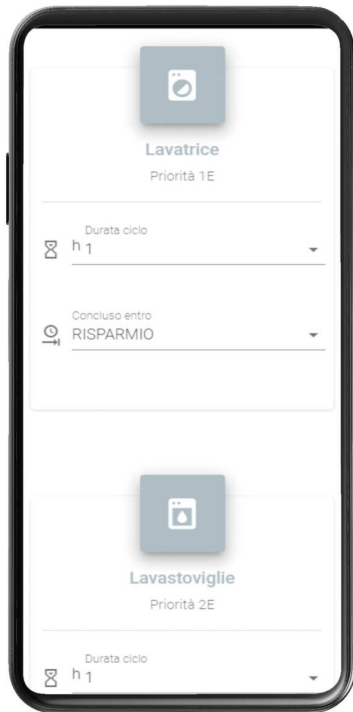 Lavatrice
Priorità 1E
Durata ciclo
h 1
Concluso entro
RISPARMIO
Lavastoviglie
Priorità 2E
Durata ciclo
h 1